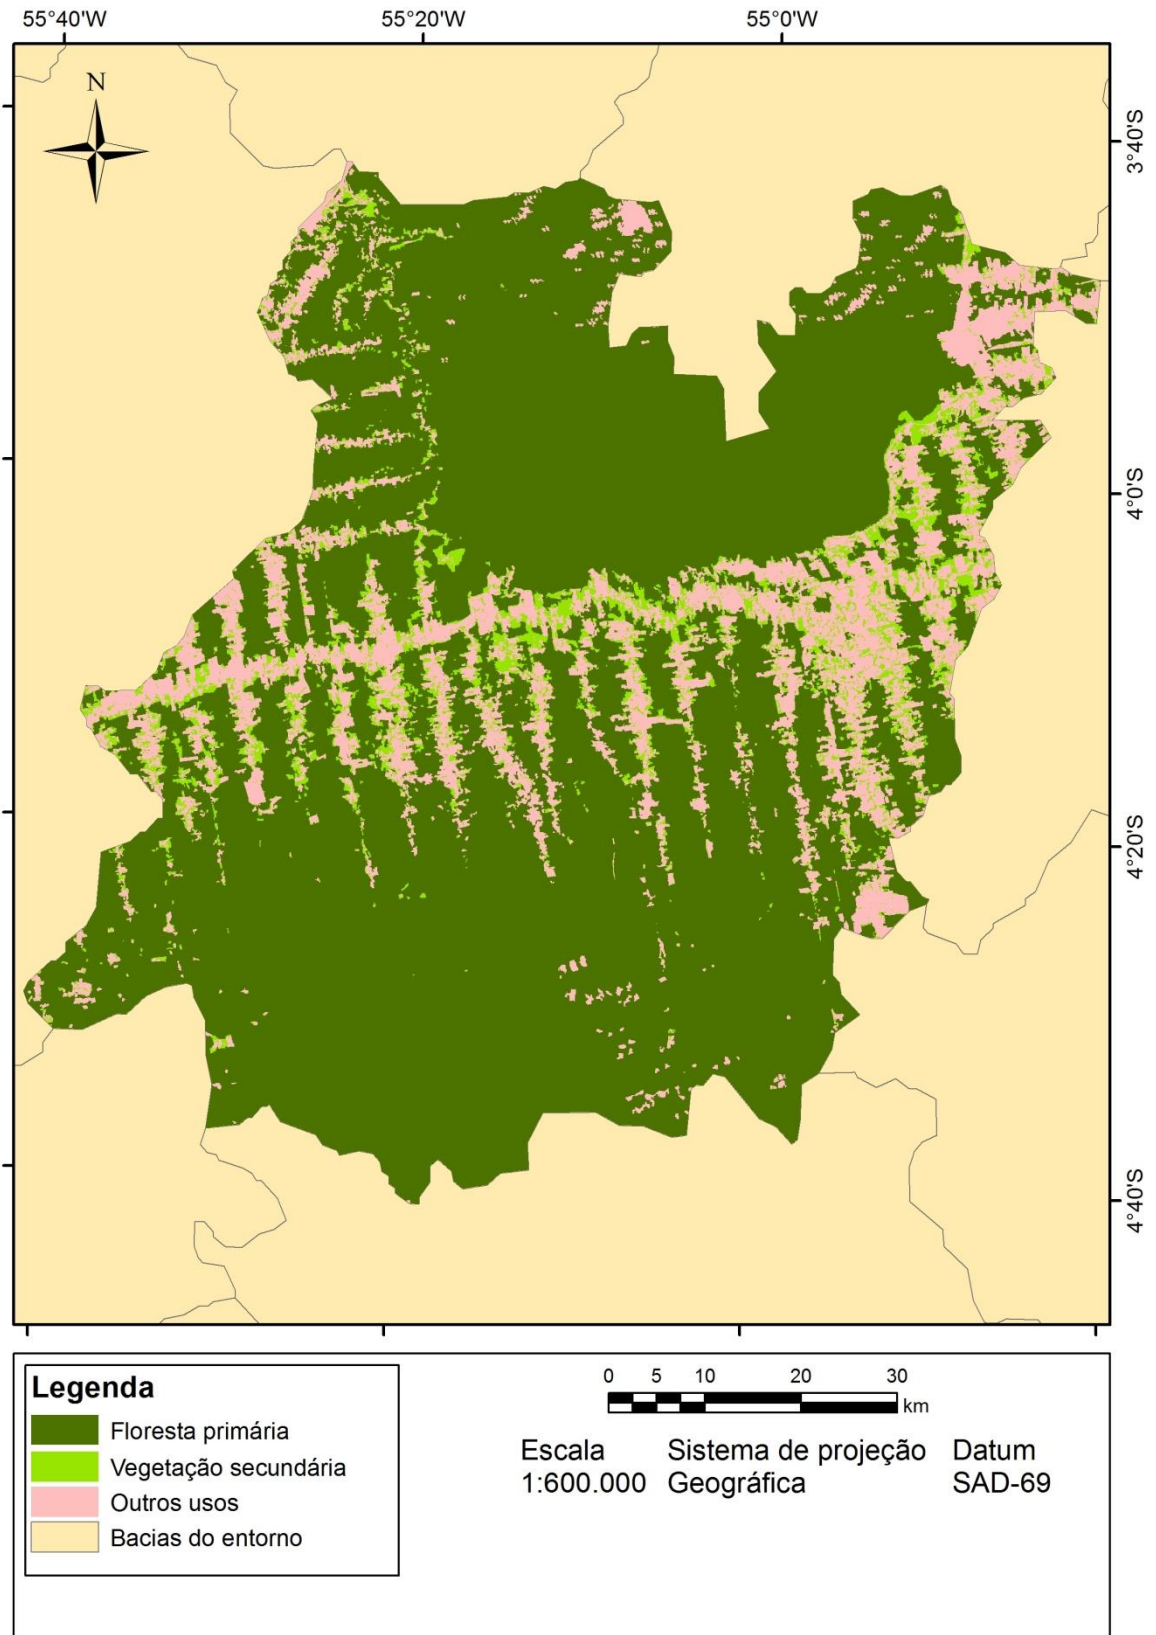 55°40'W
55°20'W
55°0'W
N
3°40'S
4°0'S
4°20'S
4°40'S
Legenda
Floresta primária
Vegetação secundária
Outros usos
Bacias do entorno
0 5 10 20 30
km
Escala Sistema de projeção Datum
1:600.000 Geográfica SAD-69